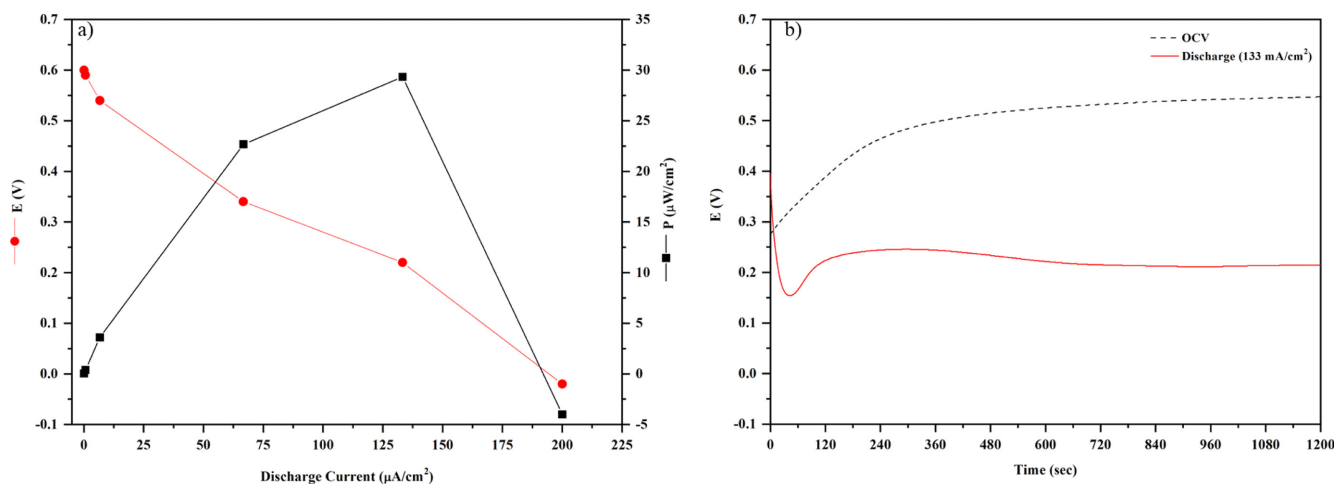 a)
0.7
0.6
0.5
0.4
0.3
0.2
0.1
0.0
-0.1
E (V)
35
30
25
20
15
10
5
0
-5
P (μW/cm²)
0 25 50 75 100 125 150 175 200 225
Discharge Current (μA/cm²)
b)
OCV
Discharge (133 mA/cm²)
0.7
0.6
0.5
0.4
0.3
0.2
0.1
0.0
-0.1
E (V)
0 120 240 360 480 600 720 840 960 1080 1200
Time (sec)